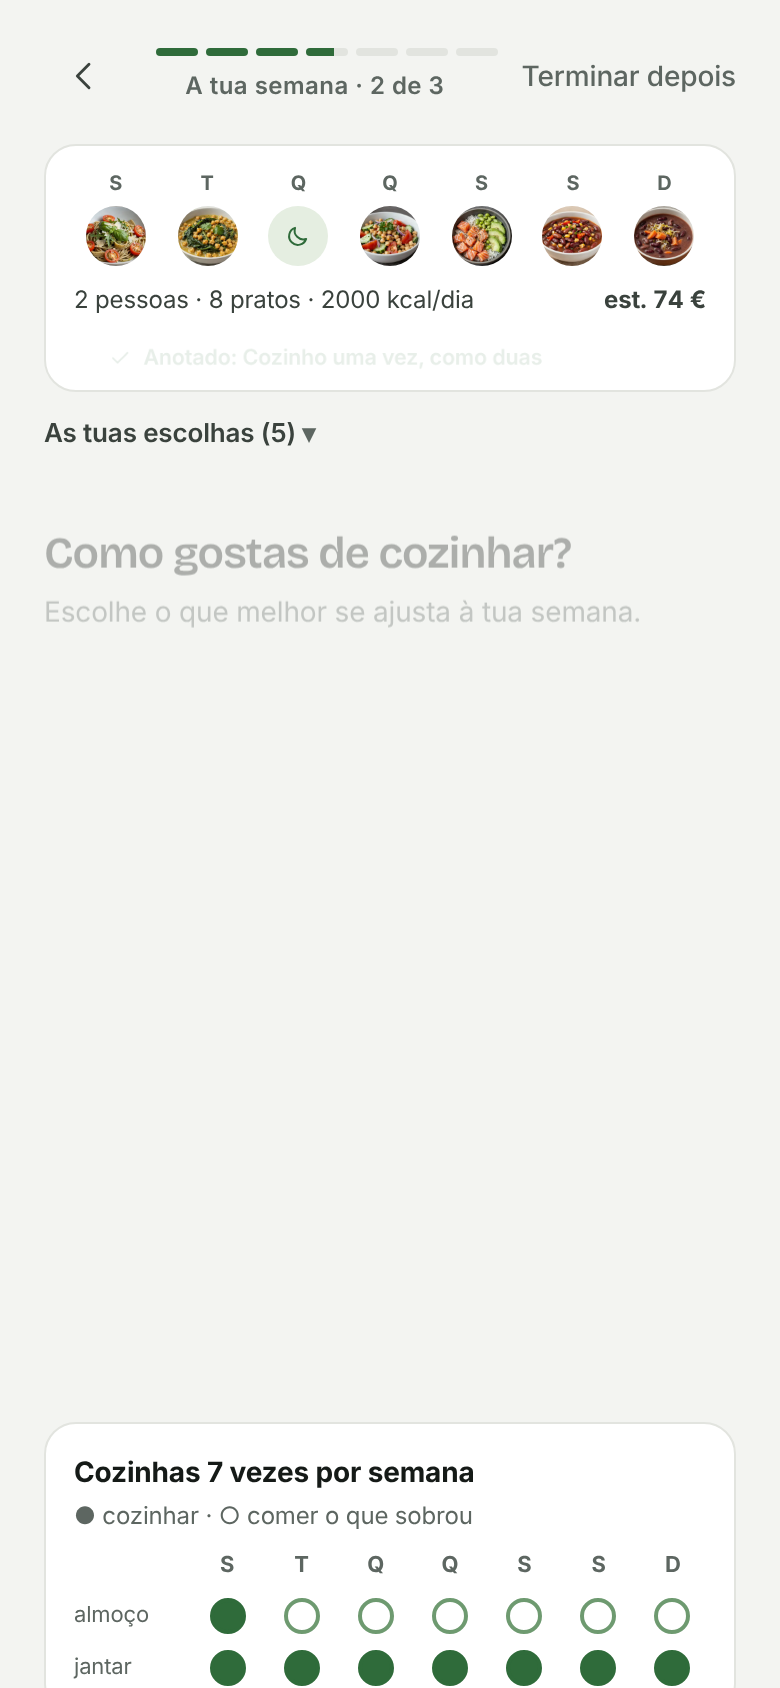 A tua semana · 2 de 3
Terminar depois
S T Q Q S S D
2 pessoas · 8 pratos · 2000 kcal/dia
est. 74 €
Anotado: Cozinho uma vez, como duas
As tuas escolhas (5) ▾
Como gostas de cozinhar?
Escolhe o que melhor se ajusta à tua semana.
Cozinhas 7 vezes por semana
● cozinhar · ○ comer o que sobrou
S T Q Q S S D
almoço
jantar